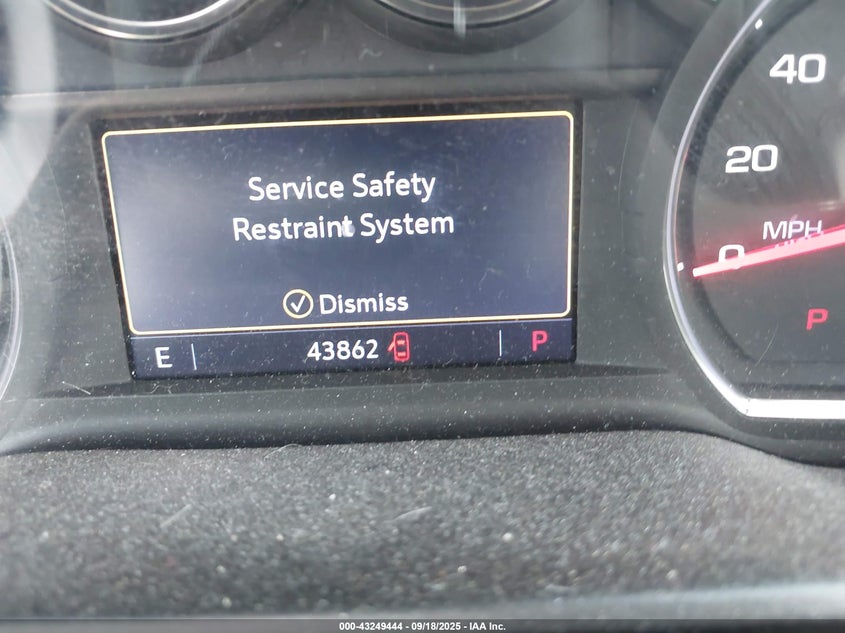 40
20
MPH
0
Service Safety
Restraint System
Dismiss
E
43862
P
P
000-43249444 - 09/18/2025 - IAA Inc.